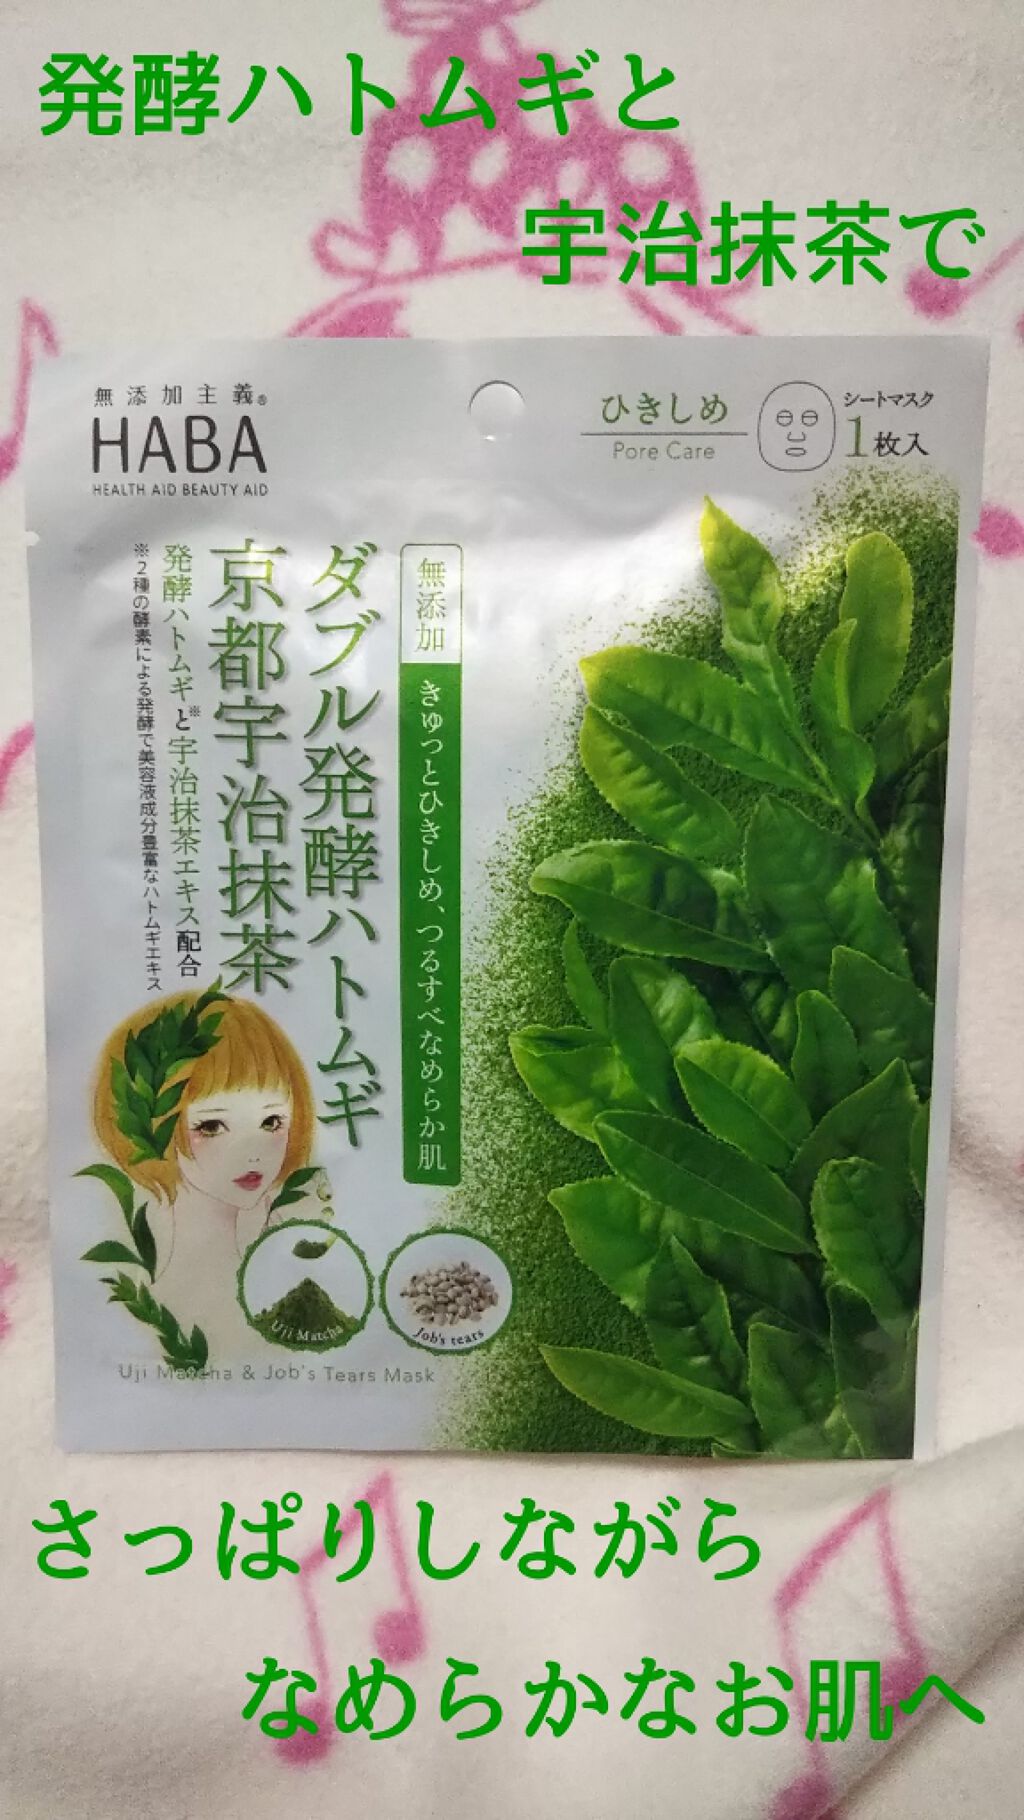 発酵ハトムギと
宇治抹茶で
無添加主義®
HABA
HEALTH AID BEAUTY AID
ひきしめ
Pore Care
シートマスク
1枚入
無添加
きゅっとひきしめ、つるすべなめらか肌
ダブル発酵ハトムギ
京都宇治抹茶
発酵ハトムギ※と宇治抹茶エキス配合
※2種の酵素による発酵で美容液成分豊富なハトムギエキス
Uji Matcha
Job's tears
Uji Matcha & Job's Tears Mask
さっぱりしながら
なめらかなお肌へ